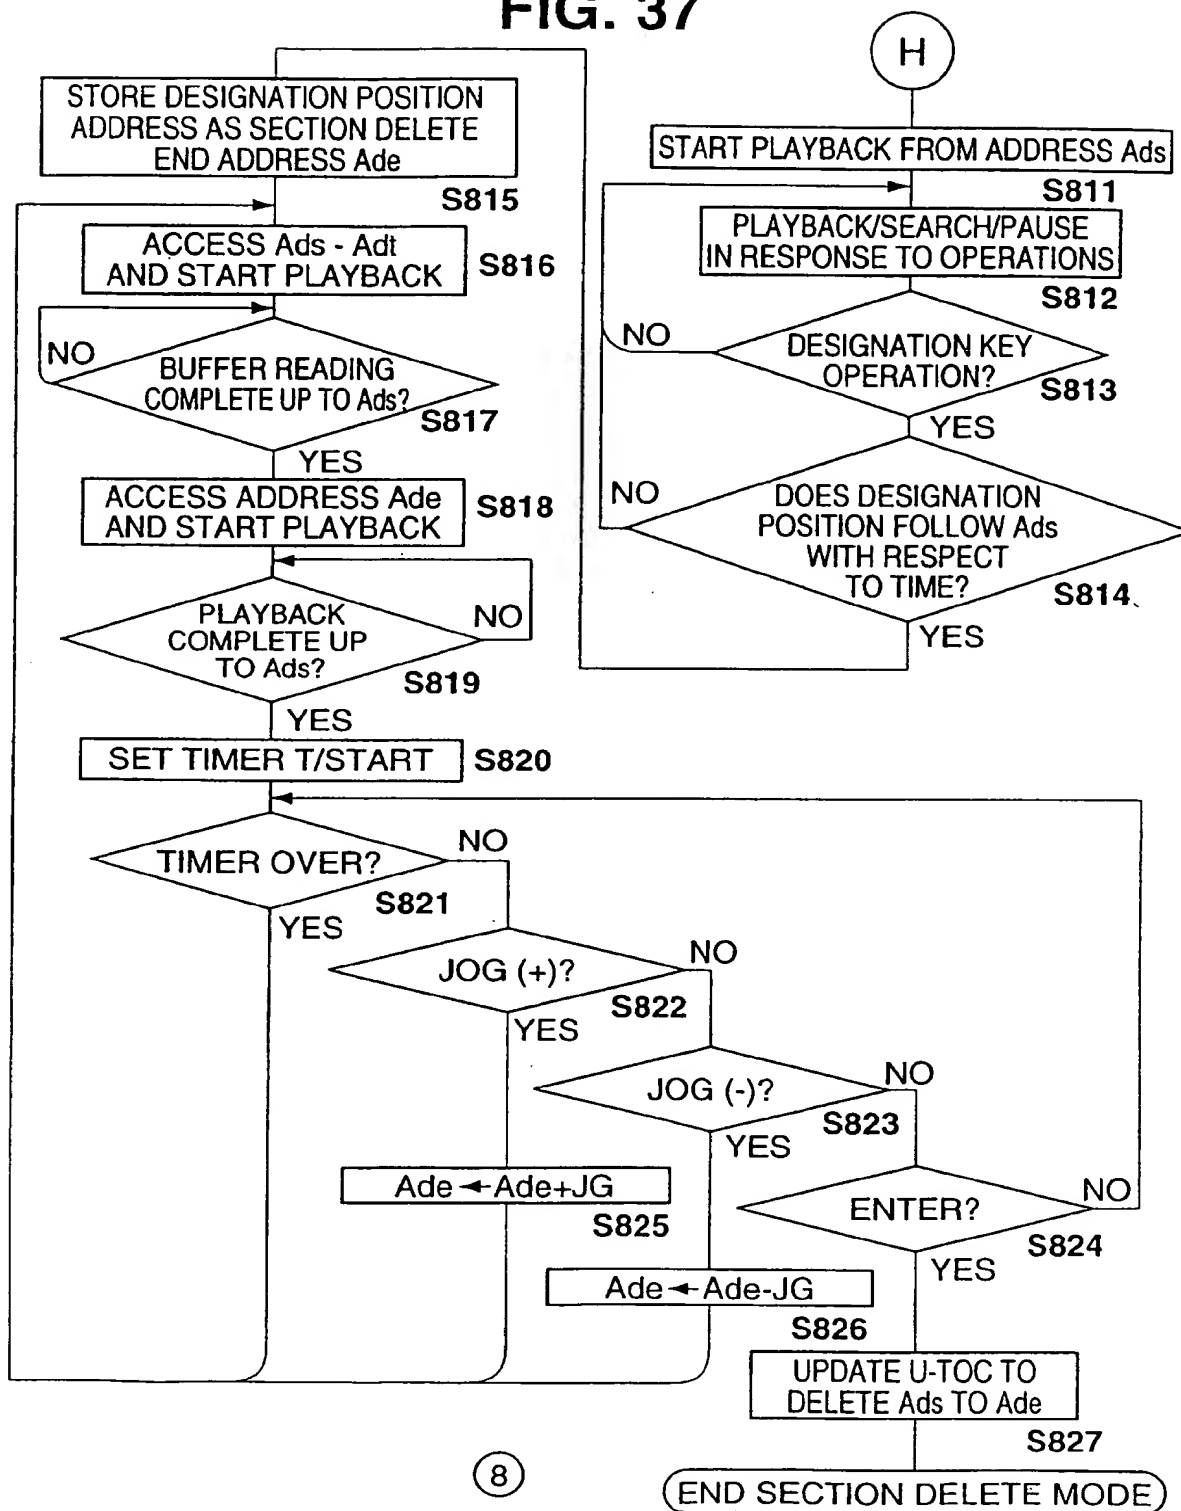 FIG. 37
H
START PLAYBACK FROM ADDRESS Ads
S811
PLAYBACK/SEARCH/PAUSE
IN RESPONSE TO OPERATIONS
S812
NO
DESIGNATION KEY
OPERATION?
S813
YES
NO
DOES DESIGNATION
POSITION FOLLOW Ads
WITH RESPECT
TO TIME?
S814
YES
STORE DESIGNATION POSITION
ADDRESS AS SECTION DELETE
END ADDRESS Ade
S815
ACCESS Ads - Adt
AND START PLAYBACK
S816
NO
BUFFER READING
COMPLETE UP TO Ads?
S817
YES
ACCESS ADDRESS Ade
AND START PLAYBACK
S818
PLAYBACK
COMPLETE UP
TO Ads?
NO
S819
YES
SET TIMER T/START
S820
TIMER OVER?
NO
S821
YES
JOG (+)?
NO
S822
YES
JOG (-)?
NO
S823
YES
Ade←Ade+JG
S825
ENTER?
NO
S824
YES
Ade←Ade-JG
S826
UPDATE U-TOC TO
DELETE Ads TO Ade
S827
8
END SECTION DELETE MODE